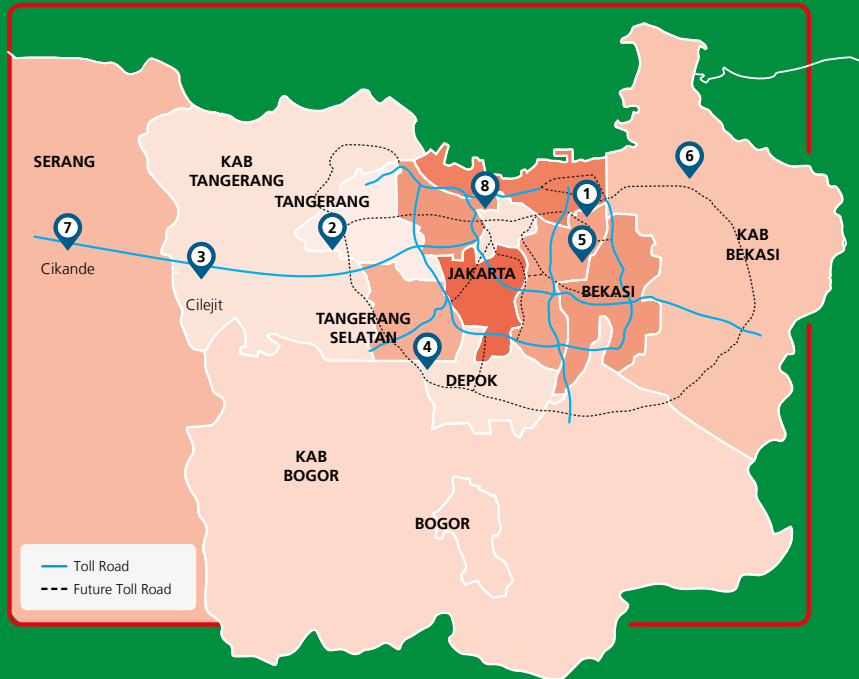 6
SERANG
KAB
TANGERANG
8
1
TANGERANG
7
2
3
5
KAB
BEKASI
Cikande
JAKARTA
BEKASI
Cilejit
TANGERANG
SELATAN
4
DEPOK
KAB
BOGOR
BOGOR
Toll Road
Future Toll Road